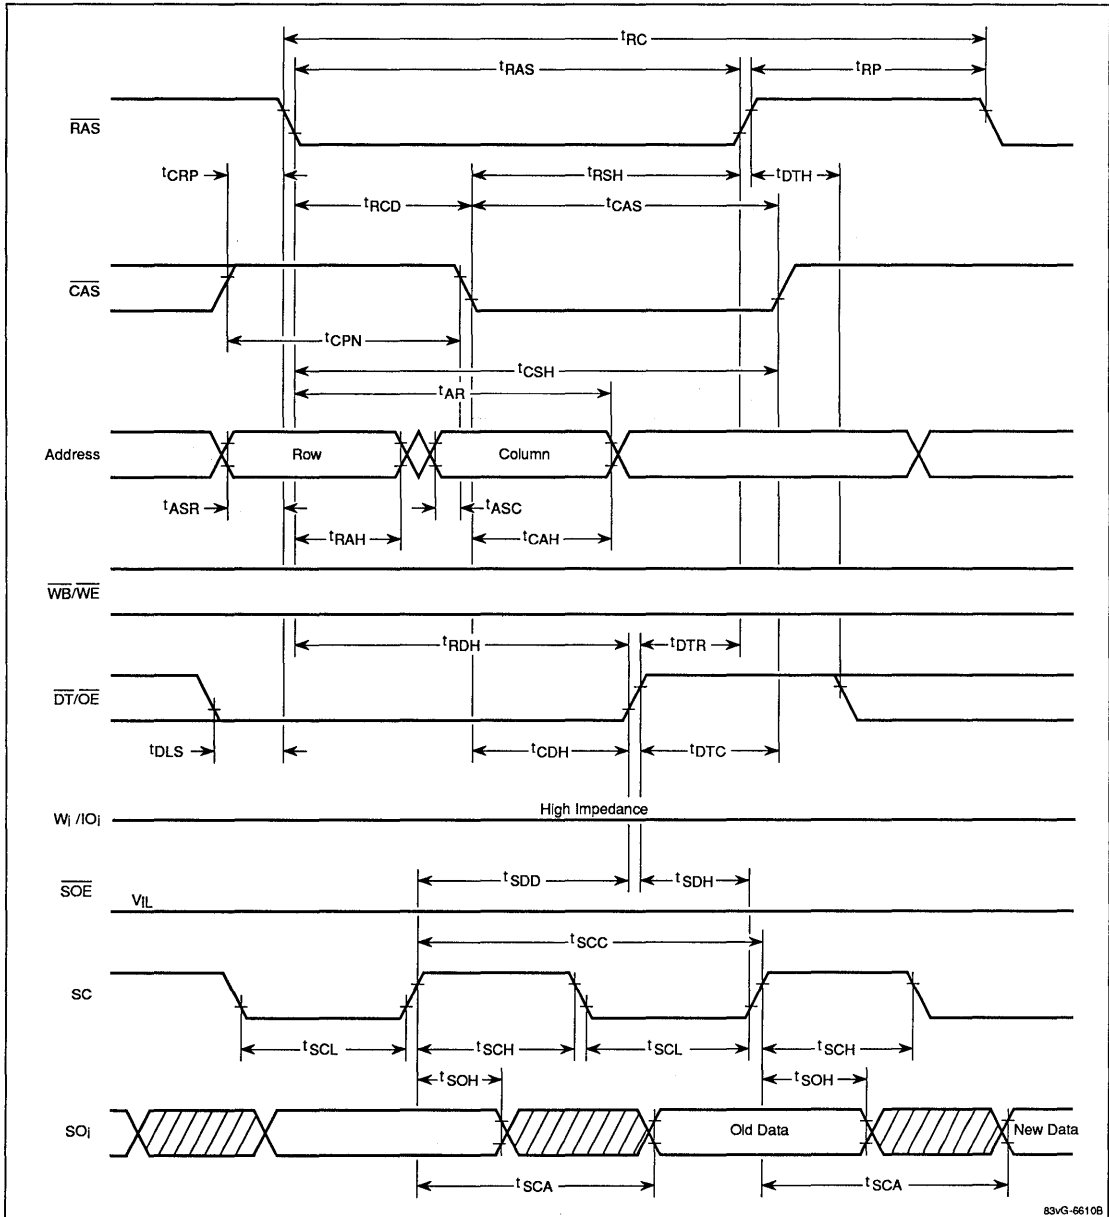 tRC
tRAS
tRP
RAS
tCRP
tRSH
tDTH
tRCD
tCAS
CAS
tCPN
tCSH
tAR
Address
Row
Column
tASR
tASC
tRAH
tCAH
WB/WE
tRDH
tDTR
DT/OE
tDLS
tCDH
tDTC
High Impedance
Wi /IOi
tSDD
tSDH
SOE
VIL
tSCC
SC
tSCL
tSCH
tSCL
tSCH
tSOH
tSOH
SOi
Old Data
New Data
tSCA
tSCA
83vG-6610B